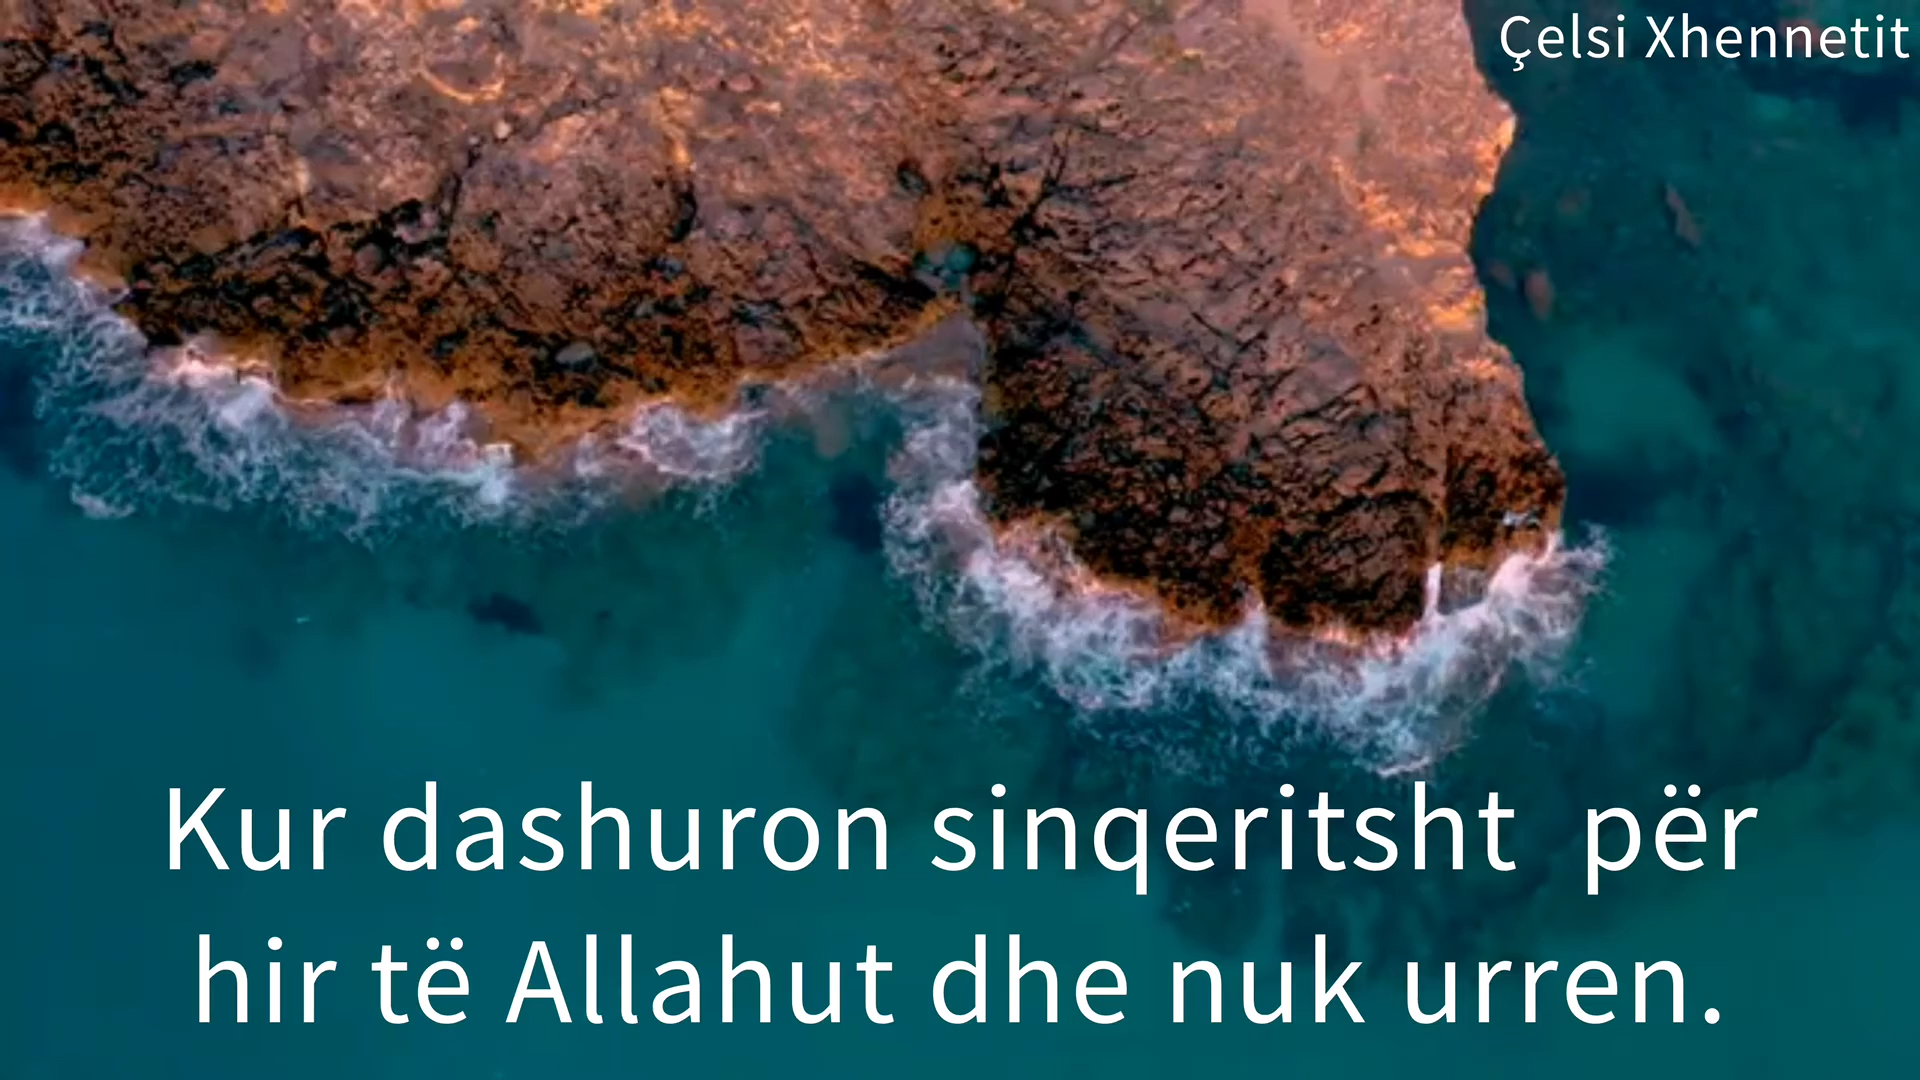 Çelsi Xhennetit
Kur dashuron sinqeritsht  për
hir të Allahut dhe nuk urren.